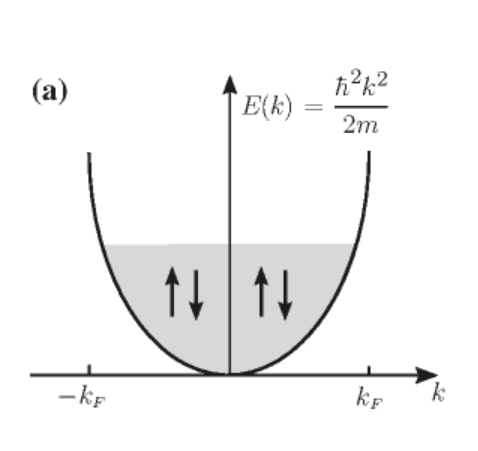 (a)
E(k) = ħ²k²/2m
↑↓ ↑↓
−k_F
k_F
k